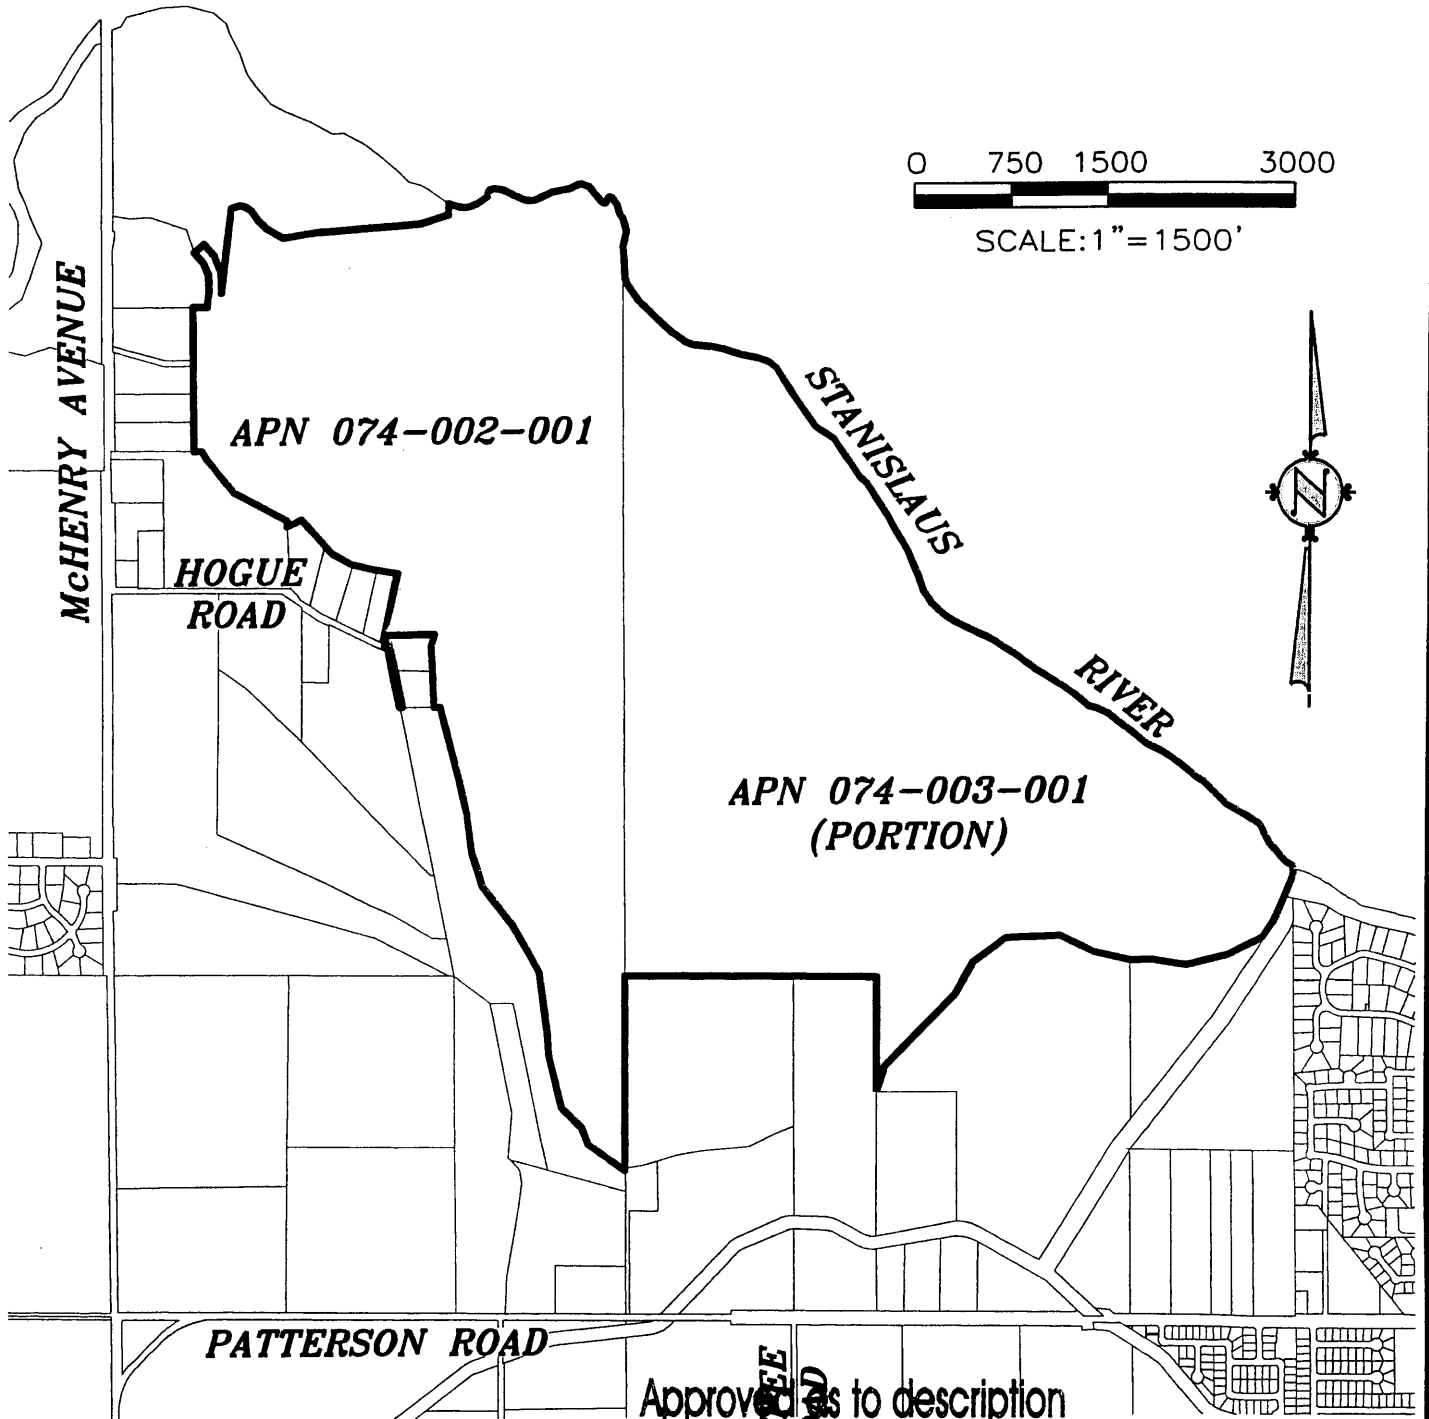 0 750 1500 3000
SCALE:1"=1500'
McHENRY AVENUE
APN 074-002-001
STANISLAUS
RIVER
HOGUE
ROAD
APN 074-003-001
(PORTION)
N
PATTERSON ROAD
Approved as to description